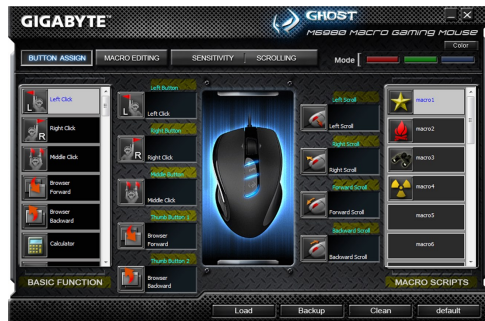 GIGABYTE™
GHOST
M6980 Macro Gaming Mouse
Color
BUTTON ASSIGN
MACRO EDITING
SENSITIVITY
SCROLLING
Mode
Left Click
Right Click
Middle Click
Browser
Forward
Browser
Backward
Calculator
BASIC FUNCTION
Left Button
L
Left Click
Right Button
R
Right Click
Middle Button
Middle Click
Thumb Button 1
Browser
Forward
Thumb Button 2
Browser
Backward
Left Scroll
Left Scroll
Right Scroll
Right Scroll
Forward Scroll
Forward Scroll
Backward Scroll
Backward Scroll
macro1
macro2
macro3
macro4
macro5
macro6
MACRO SCRIPTS
Load
Backup
Clean
default